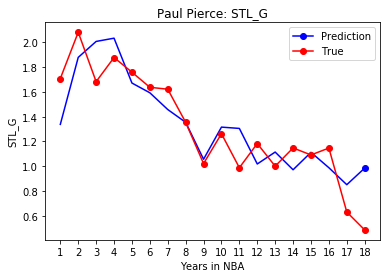 Paul Pierce: STL_G
Prediction
True
STL_G
2.0
1.8
1.6
1.4
1.2
1.0
0.8
0.6
1 2 3 4 5 6 7 8 9 10 11 12 13 14 15 16 17 18
Years in NBA